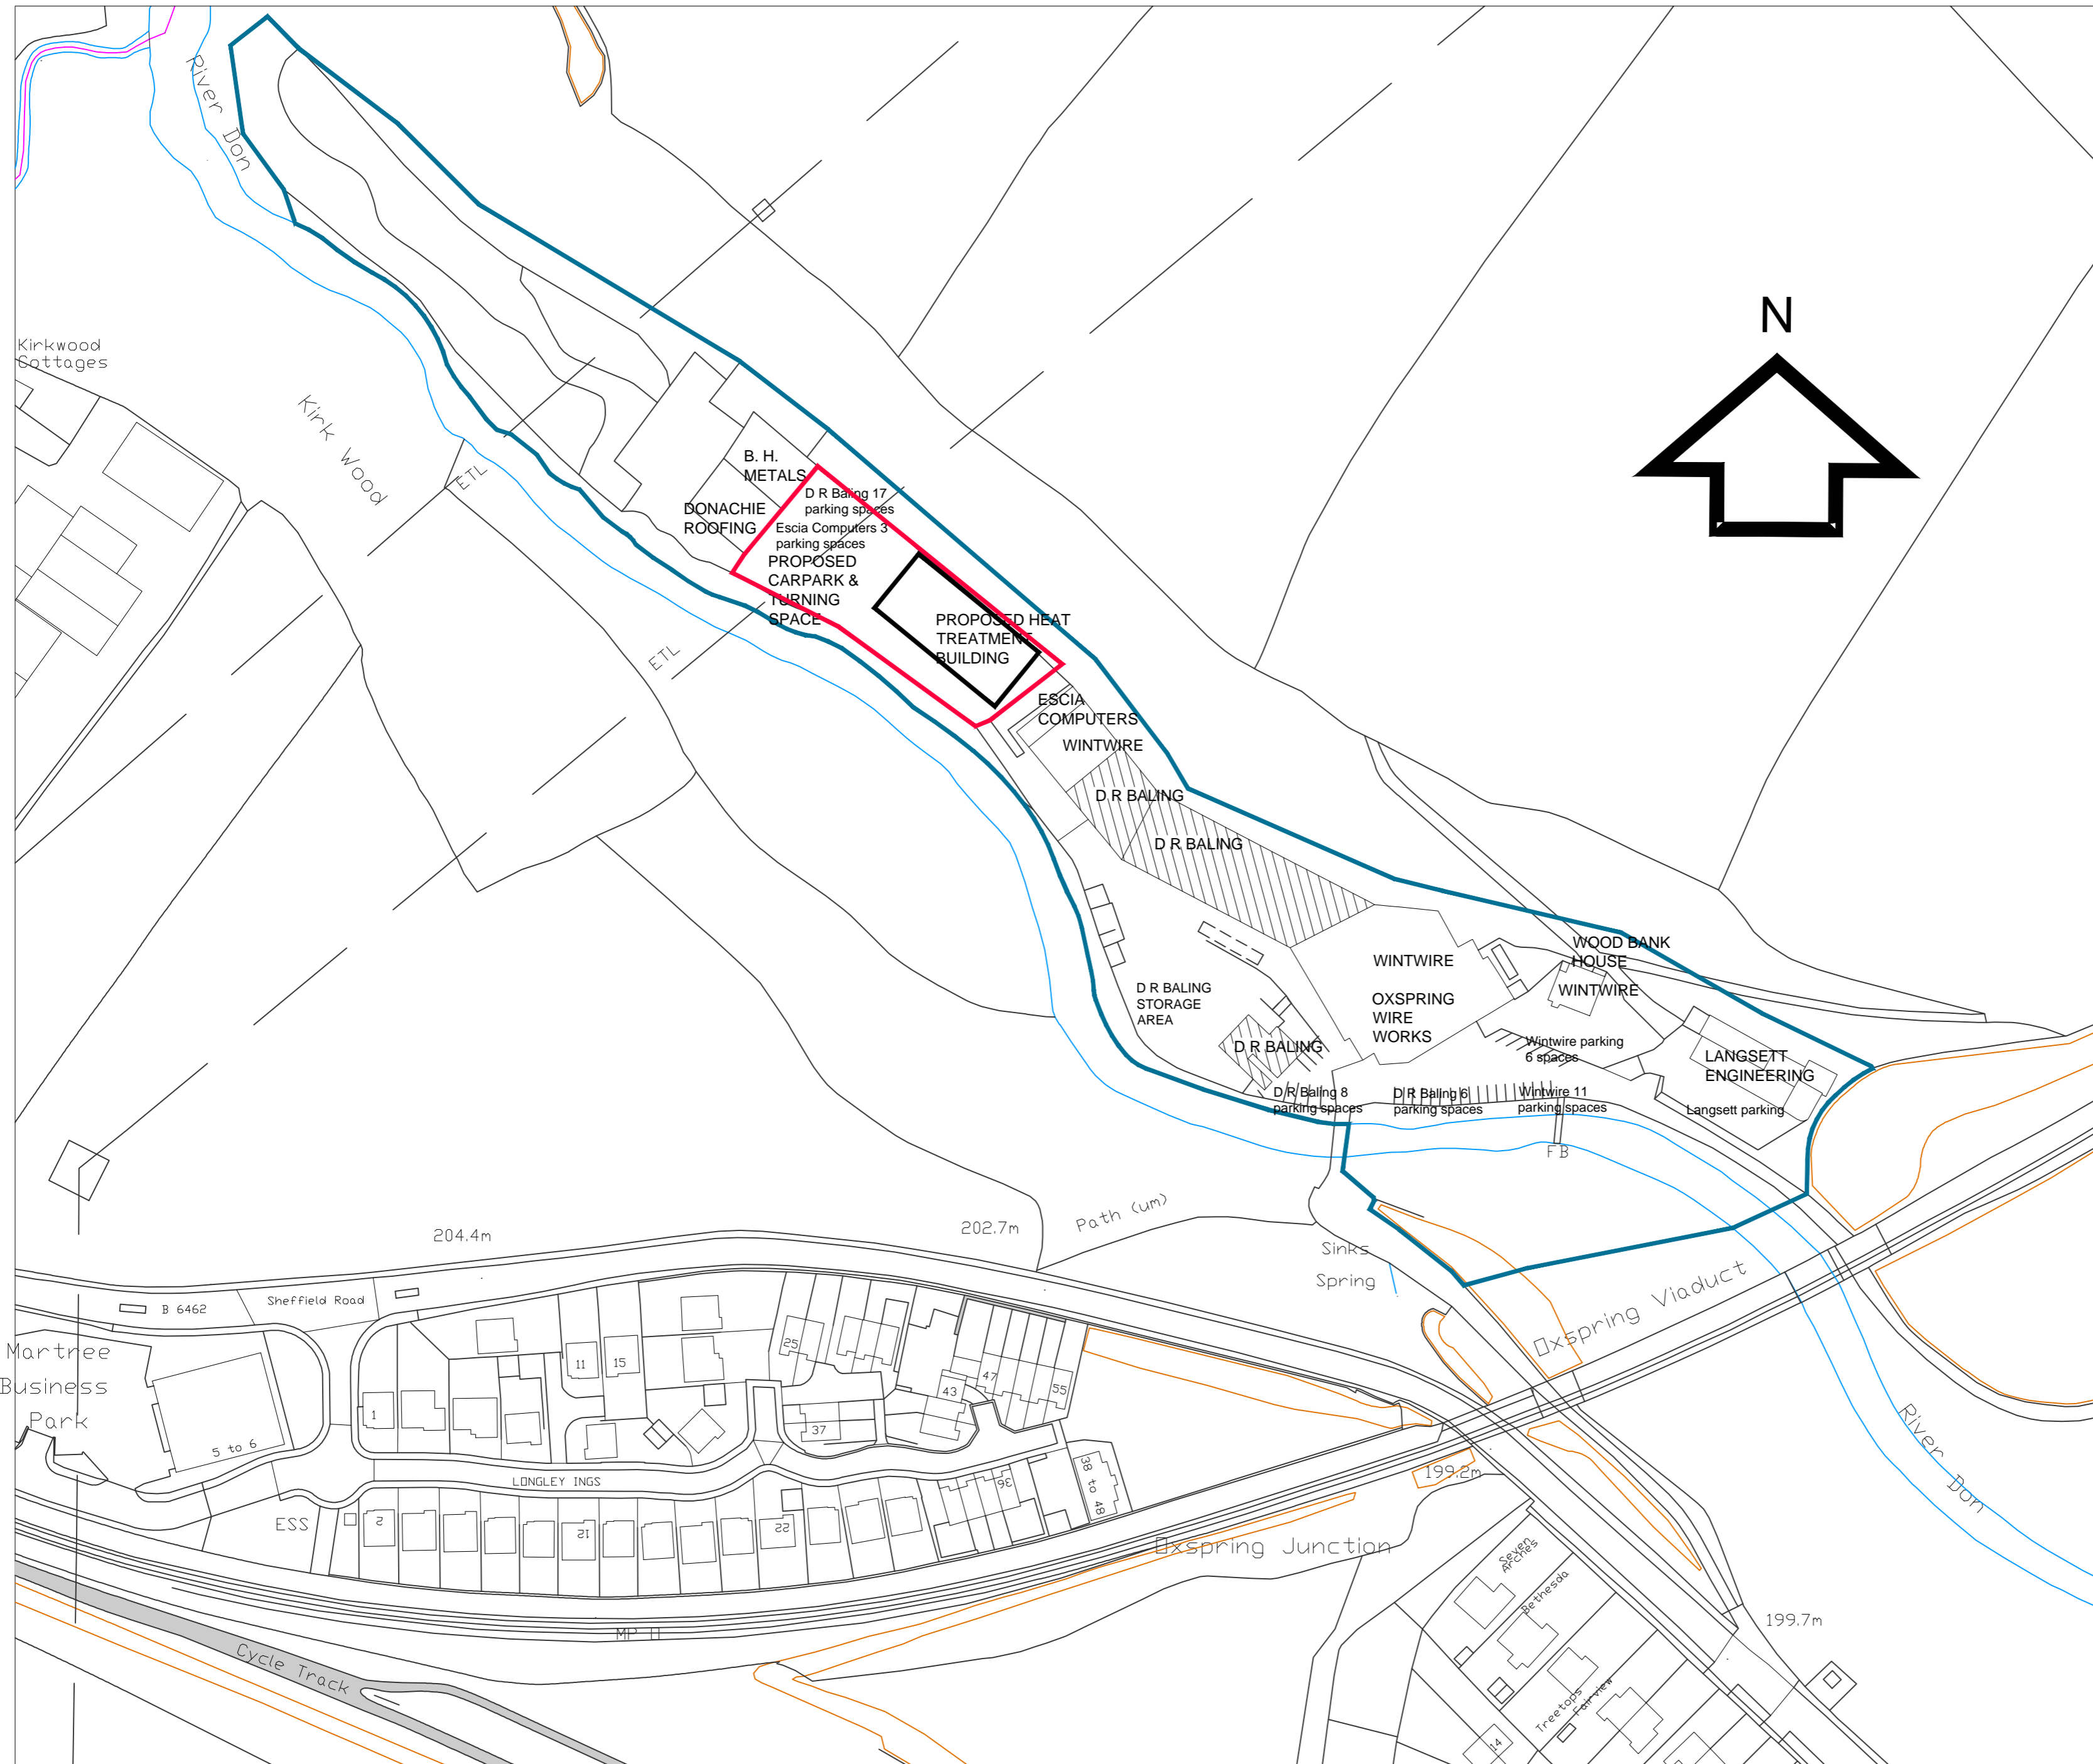 River Don
N
Kirkwood
Cottages
Kirk Wood
ETL
B. H.
METALS
D R Baling 17
parking spaces
DONACHIE
ROOFING
Escia Computers 3
parking spaces
PROPOSED
CARPARK &
TURNING
SPACE
PROPOSED HEAT
TREATMENT
BUILDING
ETL
ESCIA
COMPUTERS
WINTWIRE
D R BALING
D R BALING
WOOD BANK
HOUSE
WINTWIRE
WINTWIRE
OXSPRING
WIRE
WORKS
D R BALING
STORAGE
AREA
D R BALING
Wintwire parking
6 spaces
LANGSETT
ENGINEERING
D R Baling 8
parking spaces
D R Baling 6
parking spaces
Wintwire 11
parking spaces
Langsett parking
FB
Path (um)
204.4m
202.7m
Sinks
Spring
B 6462
Sheffield Road
Oxspring Viaduct
Martree
Business
Park
5 to 6
1
11
15
25
37
43
47
55
River Don
LONGLEY INGS
36
38 to 48
199.2m
ESS
2
12
22
Oxspring Junction
Seven
Arches
Bethesda
MP 11
199.7m
Cycle Track
Treetops
Fairview
14